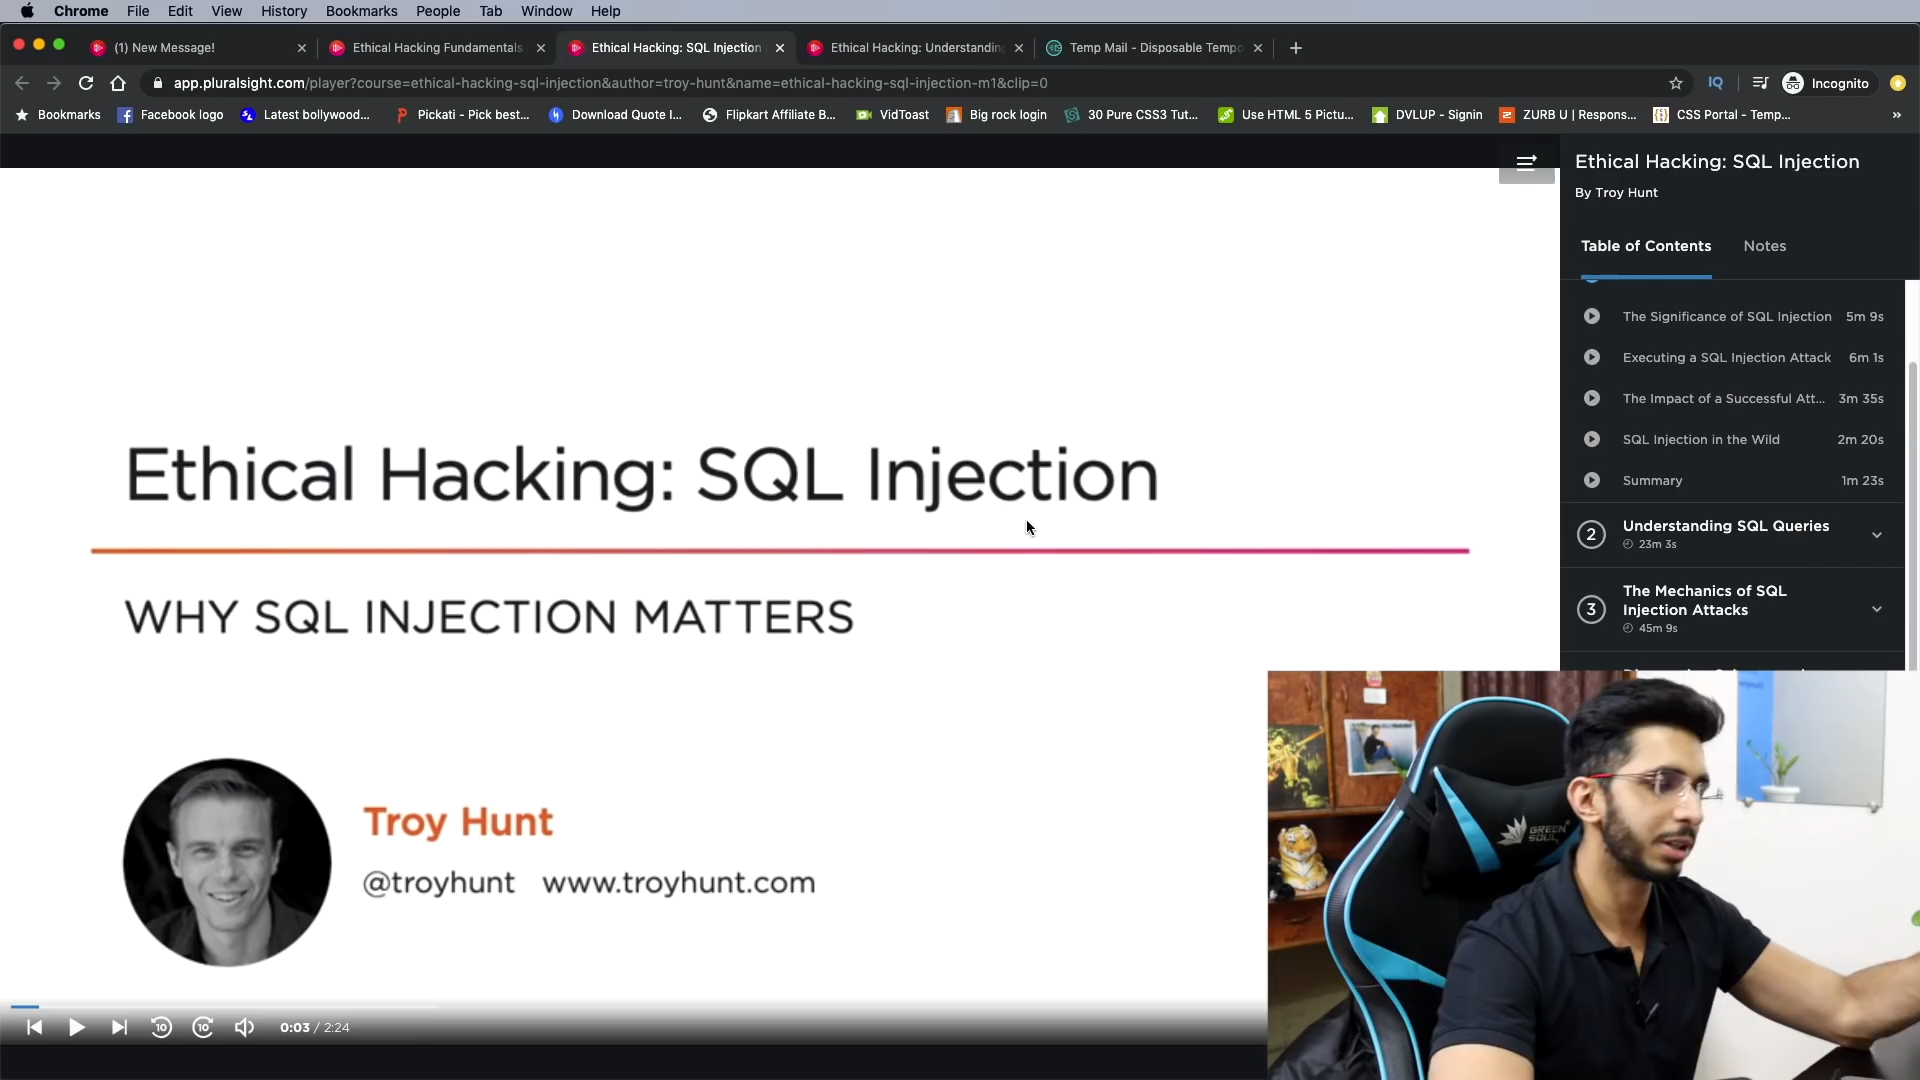 Chrome File Edit View History Bookmarks People Tab Window Help
(1) New Message!
Ethical Hacking Fundamentals
Ethical Hacking: SQL Injection
Ethical Hacking: Understanding
Temp Mail - Disposable Tempo
app.pluralsight.com/player?course=ethical-hacking-sql-injection&author=troy-hunt&name=ethical-hacking-sql-injection-m1&clip=0
IQ
Incognito
Bookmarks
Facebook logo
Latest bollywood...
Pickati - Pick best...
Download Quote I...
Flipkart Affiliate B...
VidToast
Big rock login
30 Pure CSS3 Tut...
Use HTML 5 Pictu...
DVLUP - Signin
ZURB U | Respons...
CSS Portal - Temp...
»
Ethical Hacking: SQL Injection
WHY SQL INJECTION MATTERS
Troy Hunt
@troyhunt www.troyhunt.com
10
10
0:03 / 2:24
Ethical Hacking: SQL Injection
By Troy Hunt
Table of Contents Notes
The Significance of SQL Injection 5m 9s
Executing a SQL Injection Attack 6m 1s
The Impact of a Successful Att... 3m 35s
SQL Injection in the Wild 2m 20s
Summary 1m 23s
2 Understanding SQL Queries
23m 3s
3 The Mechanics of SQL
Injection Attacks
45m 9s
GREEN
SOUL